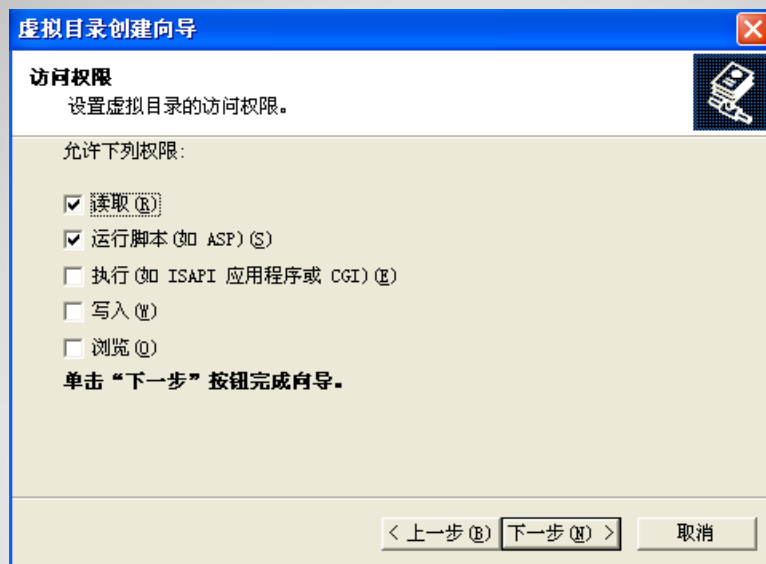 虚拟目录创建向导
访问权限
设置虚拟目录的访问权限。
允许下列权限:
读取(R)
运行脚本(如 ASP)(S)
执行(如 ISAPI 应用程序或 CGI)(E)
写入(W)
浏览(O)
单击“下一步”按钮完成向导。
< 上一步(B) 下一步(N) > 取消